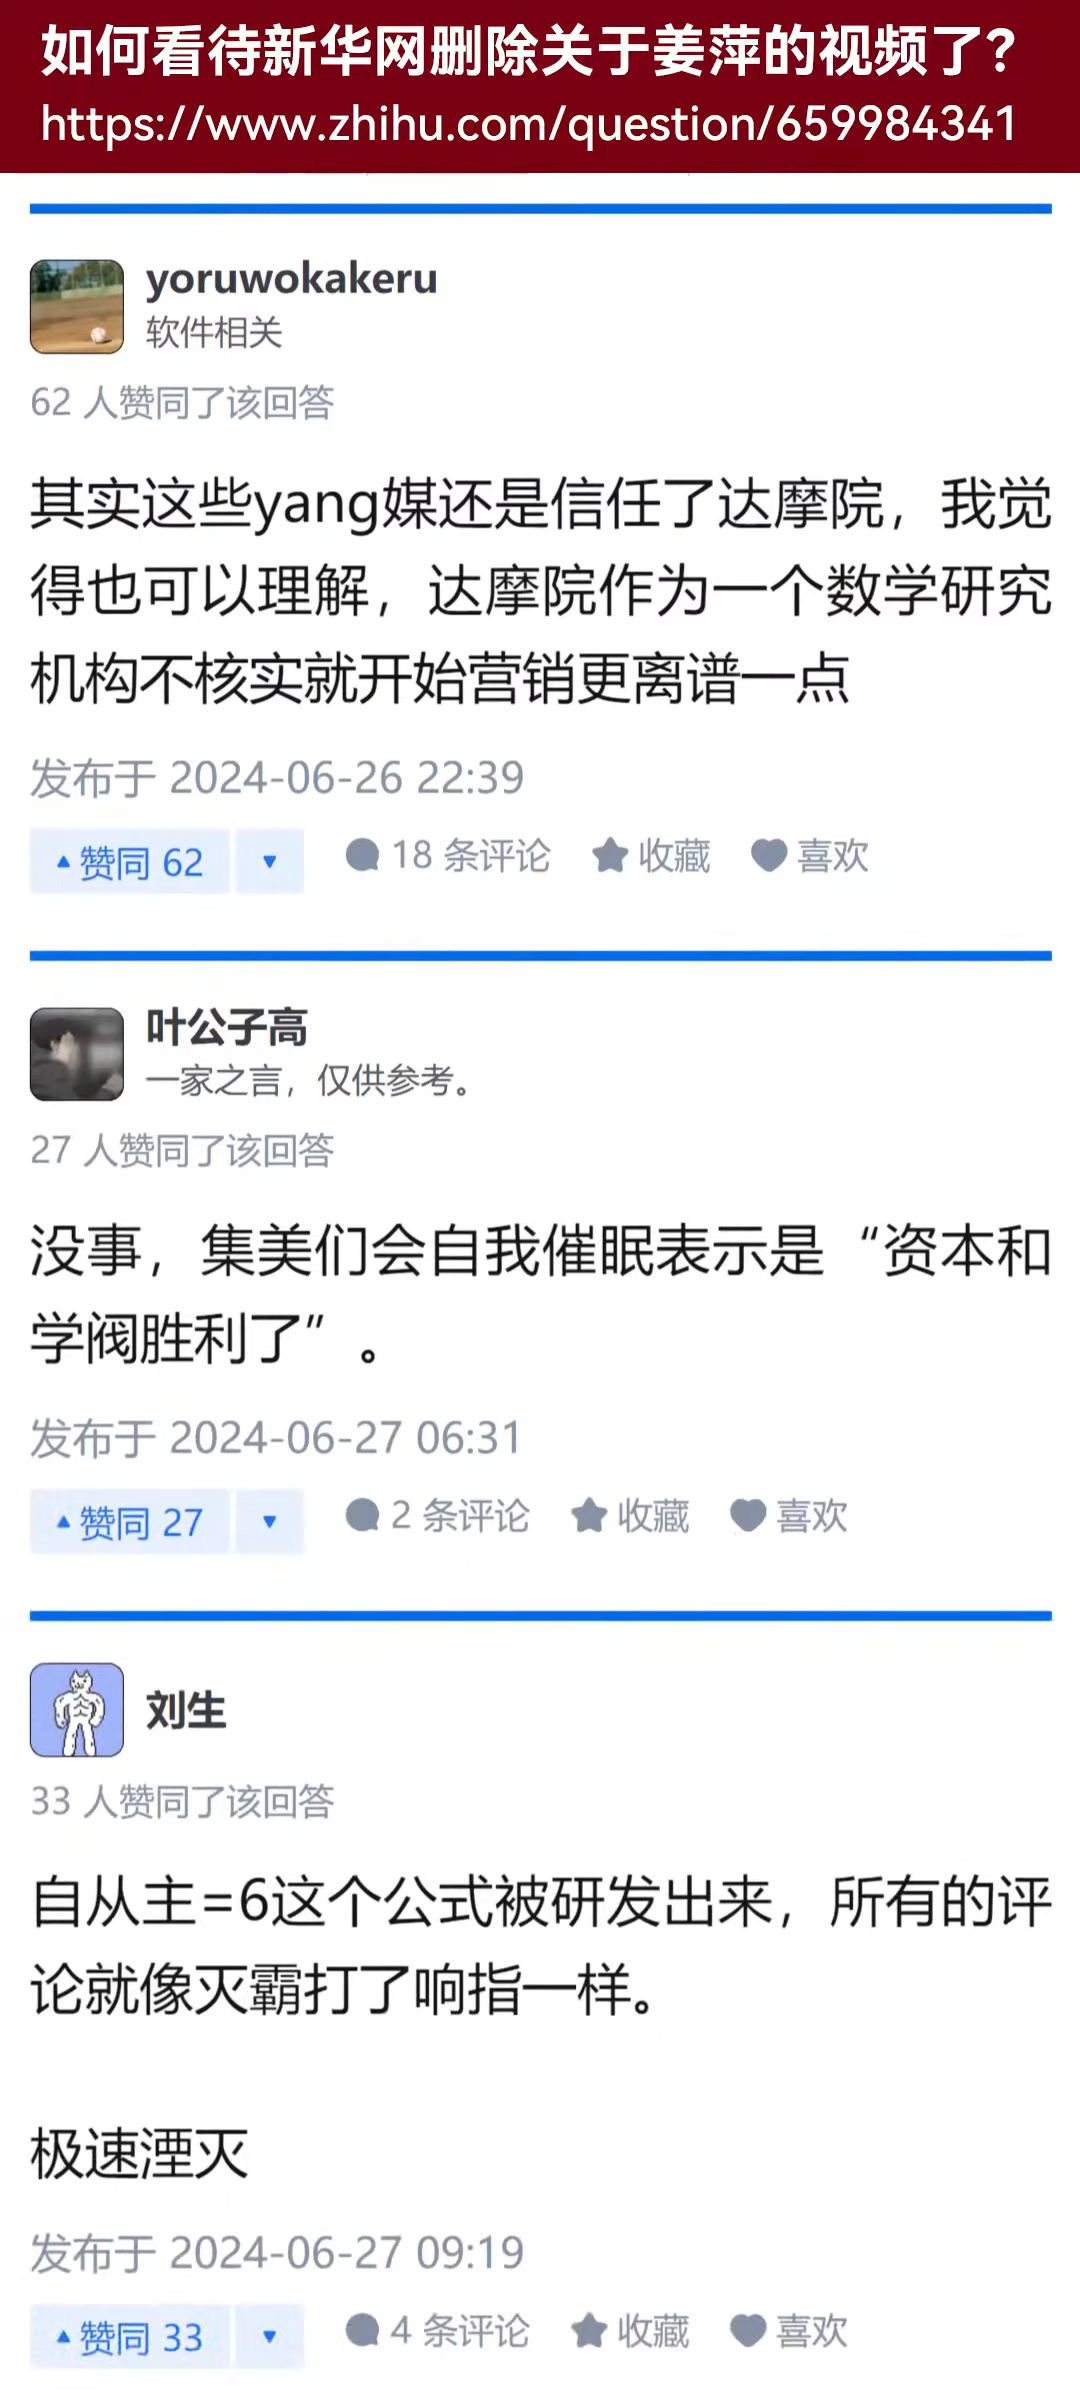 如何看待新华网删除关于姜萍的视频了？
https://www.zhihu.com/question/659984341
yoruwokakeru
软件相关
62 人赞同了该回答
其实这些yang媒还是信任了达摩院，我觉
得也可以理解，达摩院作为一个数学研究
机构不核实就开始营销更离谱一点
发布于 2024-06-26 22:39
赞同 62 18 条评论 收藏 喜欢
叶公子高
一家之言，仅供参考。
27 人赞同了该回答
没事，集美们会自我催眠表示是“资本和
学阀胜利了”。
发布于 2024-06-27 06:31
赞同 27 2 条评论 收藏 喜欢
刘生
33 人赞同了该回答
自从主=6这个公式被研发出来，所有的评
论就像灭霸打了响指一样。
极速湮灭
发布于 2024-06-27 09:19
赞同 33 4 条评论 收藏 喜欢